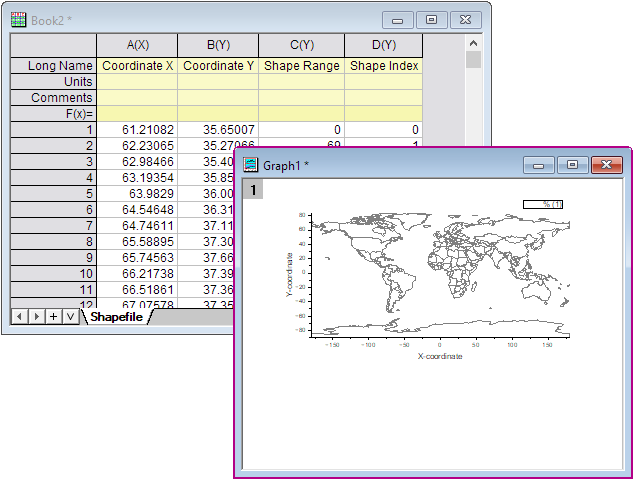 Book2 *
A(X) B(Y) C(Y) D(Y)
Long Name Coordinate X Coordinate Y Shape Range Shape Index
Units
Comments
F(x)=
1 61.21082 35.65007 0 0
2 62.23065 35.27066 69 1
3 62.98466 35.40
4 63.19354 35.85
5 63.9829 36.00
6 64.54648 36.31
7 64.74611 37.11
8 65.58895 37.30
9 65.74563 37.66
10 66.21738 37.39
11 66.51861 37.36
12 67.07578 37.35
Shapefile
Graph1 *
1
% (1)
80
60
40
20
0
-20
-40
-60
-80
Y-coordinate
-150 -100 -50 0 50 100 150
X-coordinate